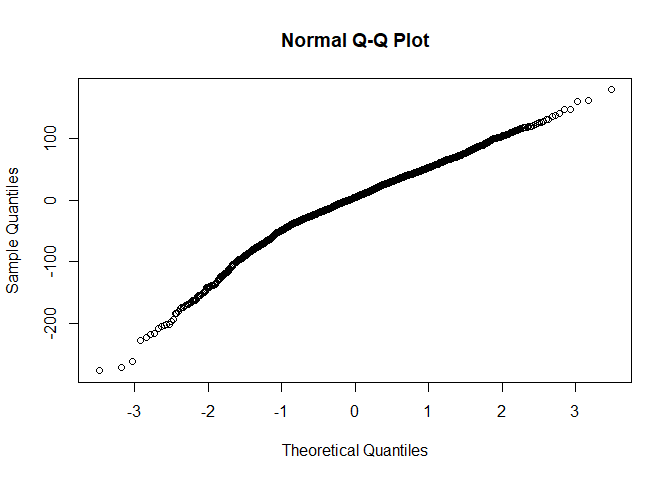 Normal Q-Q Plot
100
0
-100
-200
Sample Quantiles
-3 -2 -1 0 1 2 3
Theoretical Quantiles